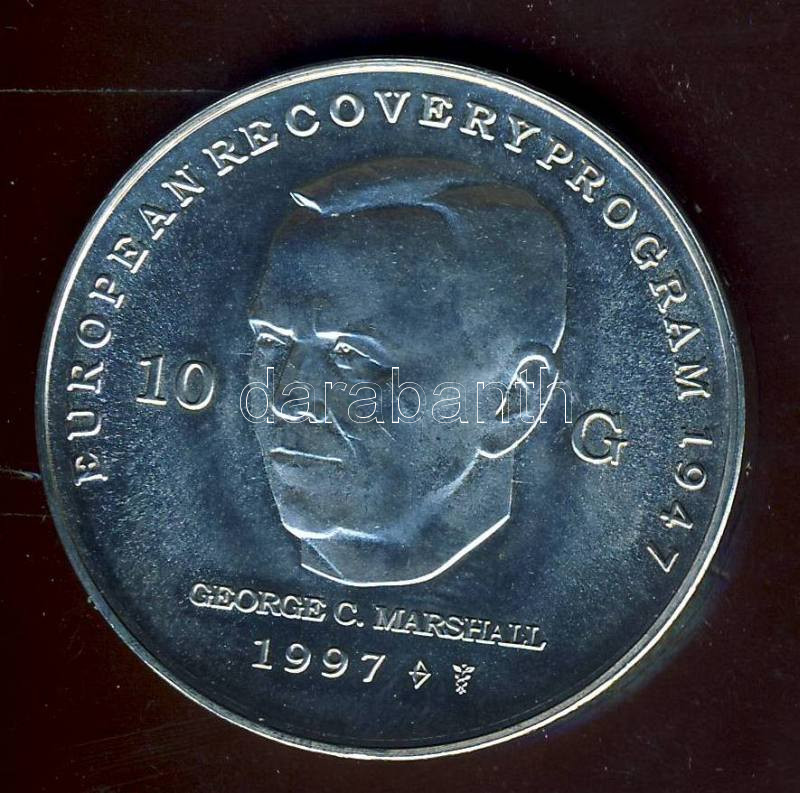 EUROPEAN RECOVERY PROGRAM 1947
10 G
GEORGE C. MARSHALL
1997
darabanth